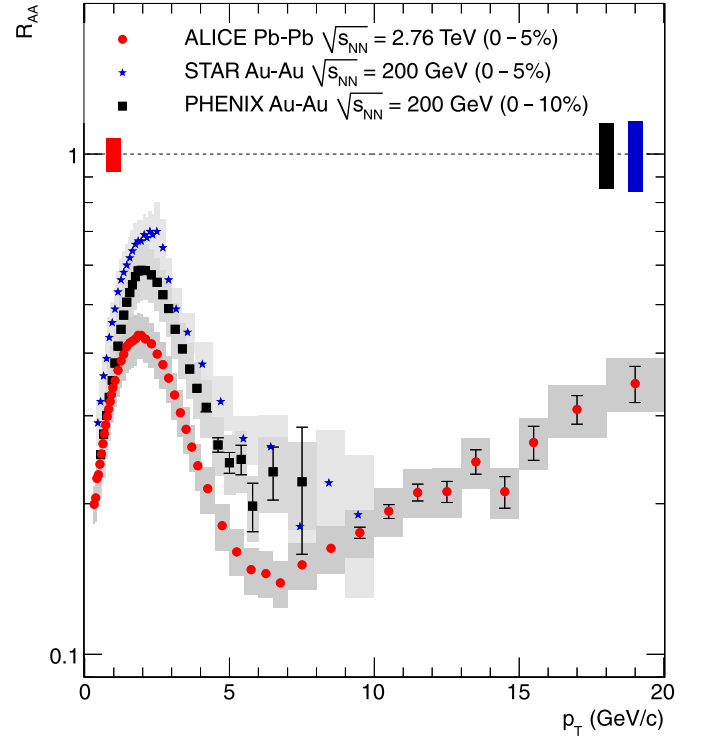 R_AA
ALICE Pb-Pb √s_NN = 2.76 TeV (0 – 5%)
STAR Au-Au √s_NN = 200 GeV (0 – 5%)
PHENIX Au-Au √s_NN = 200 GeV (0 – 10%)
1
0.1
0 5 10 15 20
p_T (GeV/c)